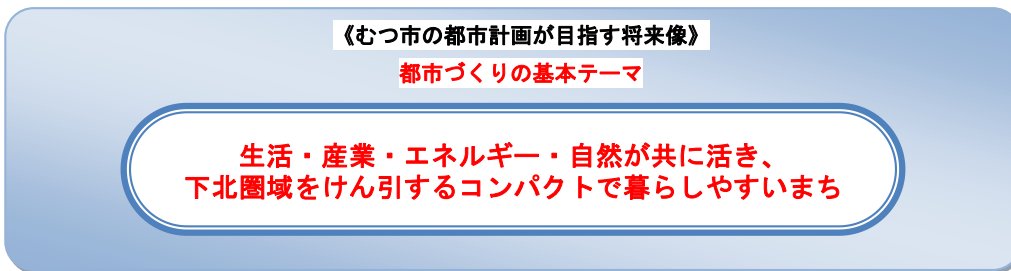 《むつ市の都市計画が目指す将来像》
都市づくりの基本テーマ
生活・産業・エネルギー・自然が共に活き、
下北圏域をけん引するコンパクトで暮らしやすいまち